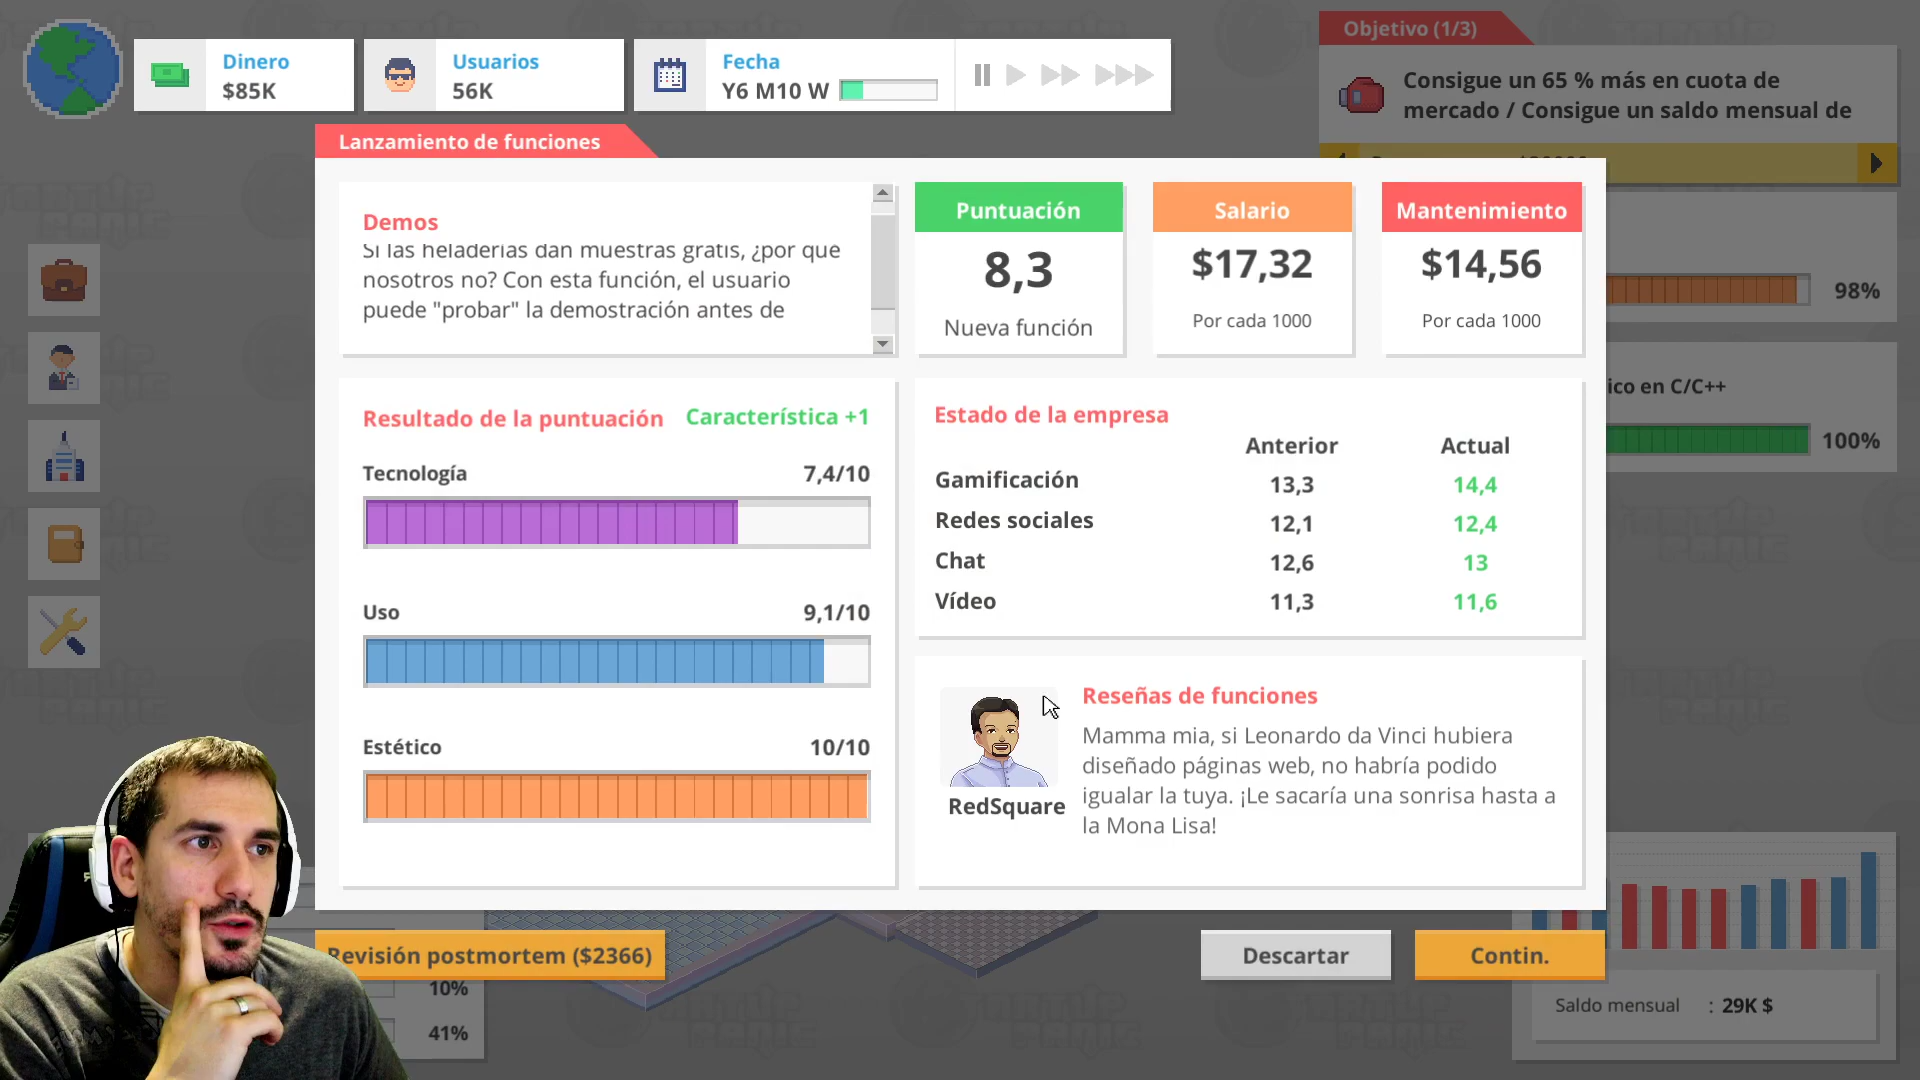 Dinero
$85K
Usuarios
56K
Fecha
Y6 M10 W
Objetivo (1/3)
Consigue un 65 % más en cuota de
mercado / Consigue un saldo mensual de
Lanzamiento de funciones
Demos
Si las heladerías dan muestras gratis, ¿por qué
nosotros no? Con esta función, el usuario
puede "probar" la demostración antes de
Puntuación
8,3
Nueva función
Salario
$17,32
Por cada 1000
Mantenimiento
$14,56
Por cada 1000
98%
ico en C/C++
100%
Resultado de la puntuación
Característica +1
Tecnología
7,4/10
Uso
9,1/10
Estético
10/10
Estado de la empresa
Anterior
Actual
Gamificación
13,3
14,4
Redes sociales
12,1
12,4
Chat
12,6
13
Vídeo
11,3
11,6
RedSquare
Reseñas de funciones
Mamma mia, si Leonardo da Vinci hubiera
diseñado páginas web, no habría podido
igualar la tuya. ¡Le sacaría una sonrisa hasta a
la Mona Lisa!
Revisión postmortem ($2366)
Descartar
Contin.
10%
41%
Saldo mensual : 29K $